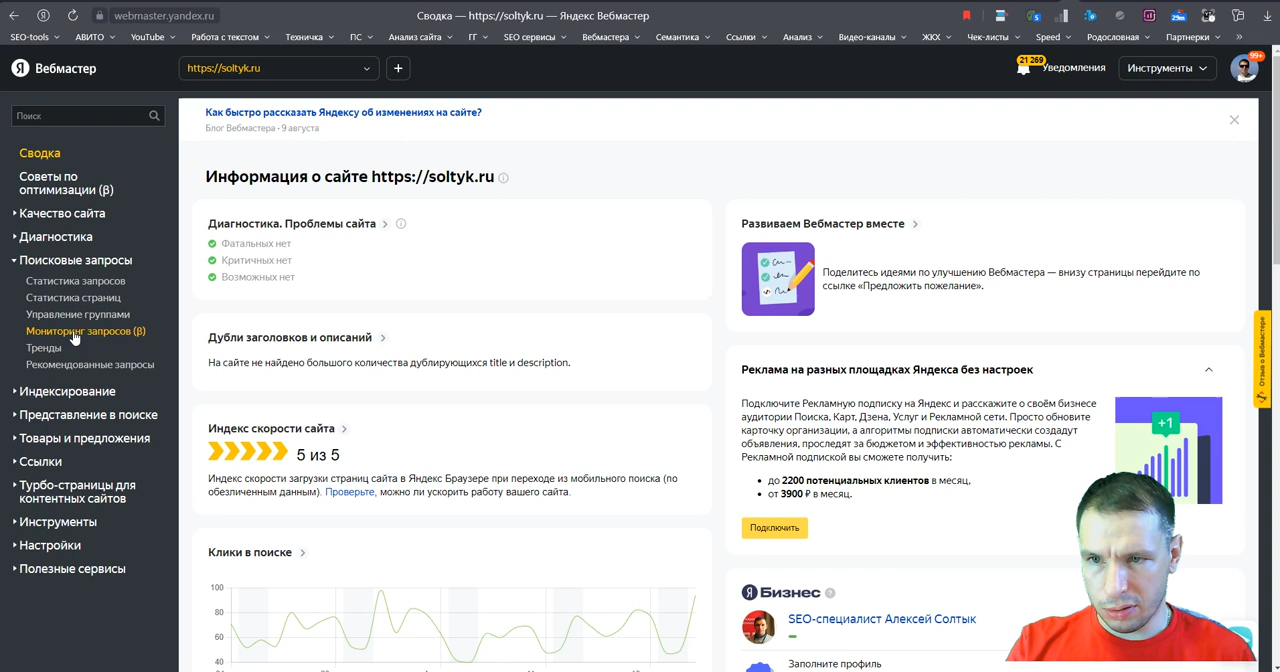 webmaster.yandex.ru
Сводка — https://soltyk.ru — Яндекс Вебмастер
SEO-tools
АВИТО
YouTube
Работа с текстом
Техничка
ПС
Анализ сайта
ГГ
SEO сервисы
Вебмастера
Семантика
Ссылки
Анализ
Видео-каналы
ЖКХ
Чек-листы
Speed
Родословная
Партнерки
»
Я Вебмастер
https://soltyk.ru
+
21 269
Уведомления
Инструменты
99+
Поиск
Сводка
Советы по
оптимизации (β)
Качество сайта
Диагностика
Поисковые запросы
Статистика запросов
Статистика страниц
Управление группами
Мониторинг запросов (β)
Тренды
Рекомендованные запросы
Индексирование
Представление в поиске
Товары и предложения
Ссылки
Турбо-страницы для
контентных сайтов
Инструменты
Настройки
Полезные сервисы
Как быстро рассказать Яндексу об изменениях на сайте?
Блог Вебмастера · 9 августа
Информация о сайте https://soltyk.ru
Диагностика. Проблемы сайта
Фатальных нет
Критичных нет
Возможных нет
Дубли заголовков и описаний
На сайте не найдено большого количества дублирующихся title и description.
Индекс скорости сайта
5 из 5
Индекс скорости загрузки страниц сайта в Яндекс Браузере при переходе из мобильного поиска (по
обезличенным данным). Проверьте, можно ли ускорить работу вашего сайта.
Клики в поиске
100
80
60
40
Развиваем Вебмастер вместе
Поделитесь идеями по улучшению Вебмастера — внизу страницы перейдите по
ссылке «Предложить пожелание».
Реклама на разных площадках Яндекса без настроек
Подключите Рекламную подписку на Яндекс и расскажите о своём бизнесе
аудитории Поиска, Карт, Дзена, Услуг и Рекламной сети. Просто обновите
карточку организации, а алгоритмы подписки автоматически создадут
объявления, проследят за бюджетом и эффективностью рекламы. С
Рекламной подпиской вы сможете получить:
до 2200 потенциальных клиентов в месяц,
от 3900 ₽ в месяц.
+1
Подключить
Я Бизнес
SEO-специалист Алексей Солтык
Заполните профиль
Отзыв о Вебмастере